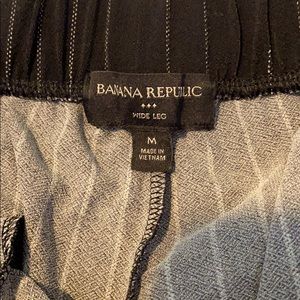 BANANA REPUBLIC
WIDE LEG
M
MADE IN
VIETNAM